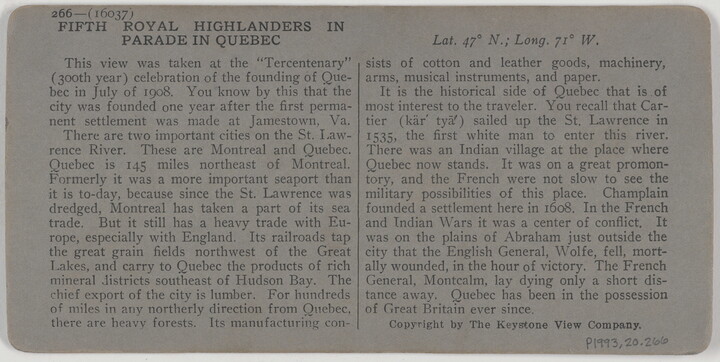 266—(16037)
FIFTH ROYAL HIGHLANDERS IN
PARADE IN QUEBEC
This view was taken at the “Tercentenary”
(300th year) celebration of the founding of Que-
bec in July of 1908. You know by this that the
city was founded one year after the first perma-
nent settlement was made at Jamestown, Va.
There are two important cities on the St. Law-
rence River. These are Montreal and Quebec.
Quebec is 145 miles northeast of Montreal.
Formerly it was a more important seaport than
it is to-day, because since the St. Lawrence was
dredged, Montreal has taken a part of its sea
trade. But it still has a heavy trade with Eu-
rope, especially with England. Its railroads tap
the great grain fields northwest of the Great
Lakes, and carry to Quebec the products of rich
mineral districts southeast of Hudson Bay. The
chief export of the city is lumber. For hundreds
of miles in any northerly direction from Quebec,
there are heavy forests. Its manufacturing con-
Lat. 47° N.; Long. 71° W.
sists of cotton and leather goods, machinery,
arms, musical instruments, and paper.
It is the historical side of Quebec that is of
most interest to the traveler. You recall that Car-
tier (kär′ tyā′) sailed up the St. Lawrence in
1535, the first white man to enter this river.
There was an Indian village at the place where
Quebec now stands. It was on a great promon-
tory, and the French were not slow to see the
military possibilities of this place. Champlain
founded a settlement here in 1608. In the French
and Indian Wars it was a center of conflict. It
was on the plains of Abraham just outside the
city that the English General, Wolfe, fell, mort-
ally wounded, in the hour of victory. The French
General, Montcalm, lay dying only a short dis-
tance away. Quebec has been in the possession
of Great Britain ever since.
Copyright by The Keystone View Company.
P1993.20.266